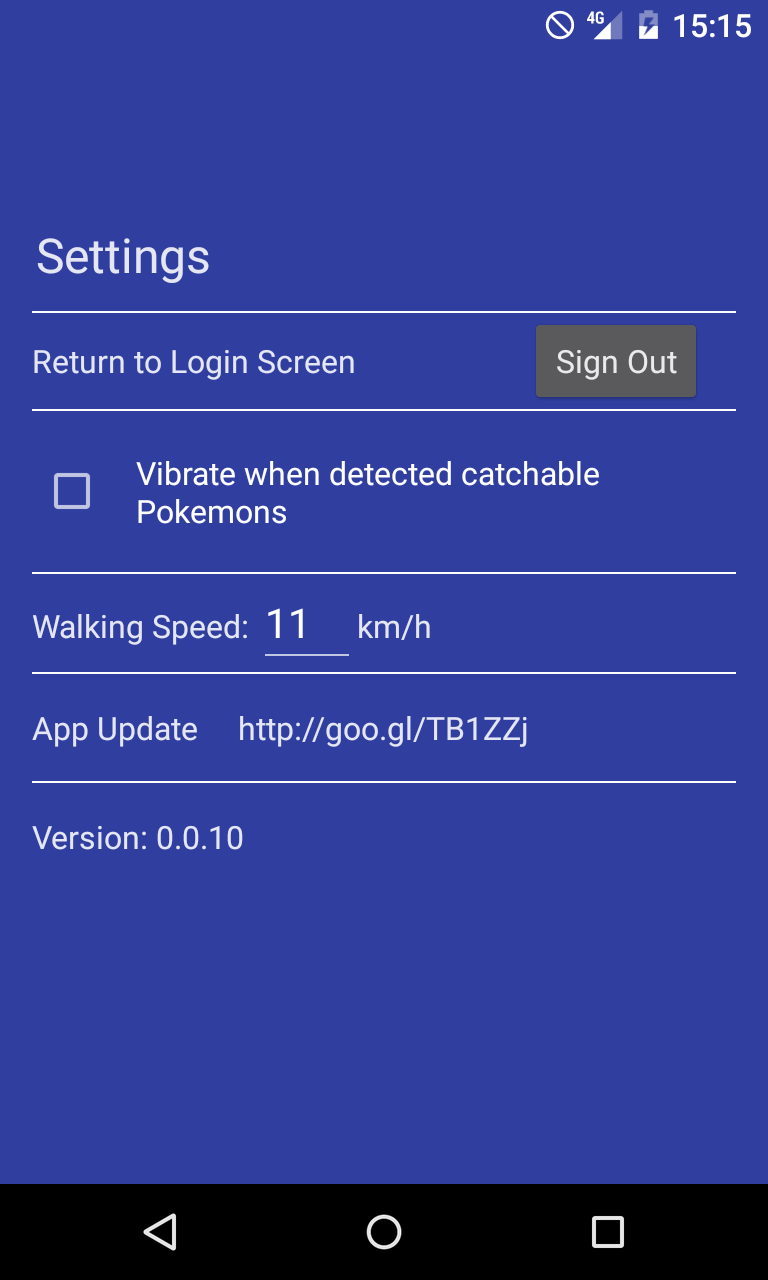 4G 15:15
Settings
Return to Login Screen Sign Out
Vibrate when detected catchable
Pokemons
Walking Speed: 11 km/h
App Update http://goo.gl/TB1ZZj
Version: 0.0.10